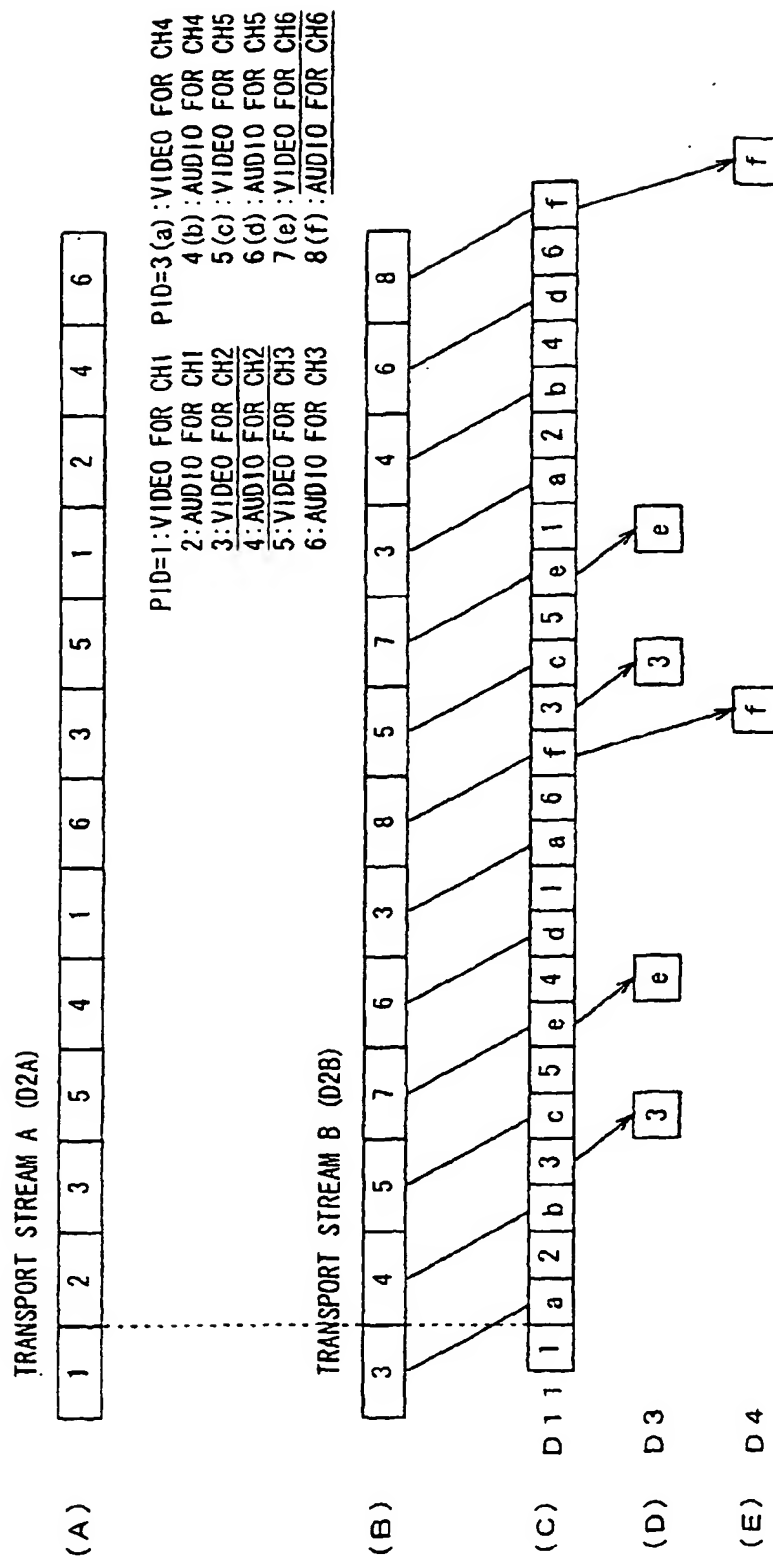 TRANSPORT STREAM A (D2A)
(A) 1 2 3 5 4 1 6 3 5 1 2 4 6
PID=1:VIDEO FOR CH1 PID=3(a):VIDEO FOR CH4
2:AUDIO FOR CH1 4(b):AUDIO FOR CH4
3:VIDEO FOR CH2 5(c):VIDEO FOR CH5
4:AUDIO FOR CH2 6(d):AUDIO FOR CH5
5:VIDEO FOR CH3 7(e):VIDEO FOR CH6
6:AUDIO FOR CH3 8(f):AUDIO FOR CH6
TRANSPORT STREAM B (D2B)
(B) 3 4 5 7 6 3 8 5 7 3 4 6 8
(C) D11 1 a 2 b 3 c 5 e 4 d 1 a 6 f 3 c 5 e 1 a 2 b 4 d 6 f
(D) D3 3 e 3 e
(E) D4 f f